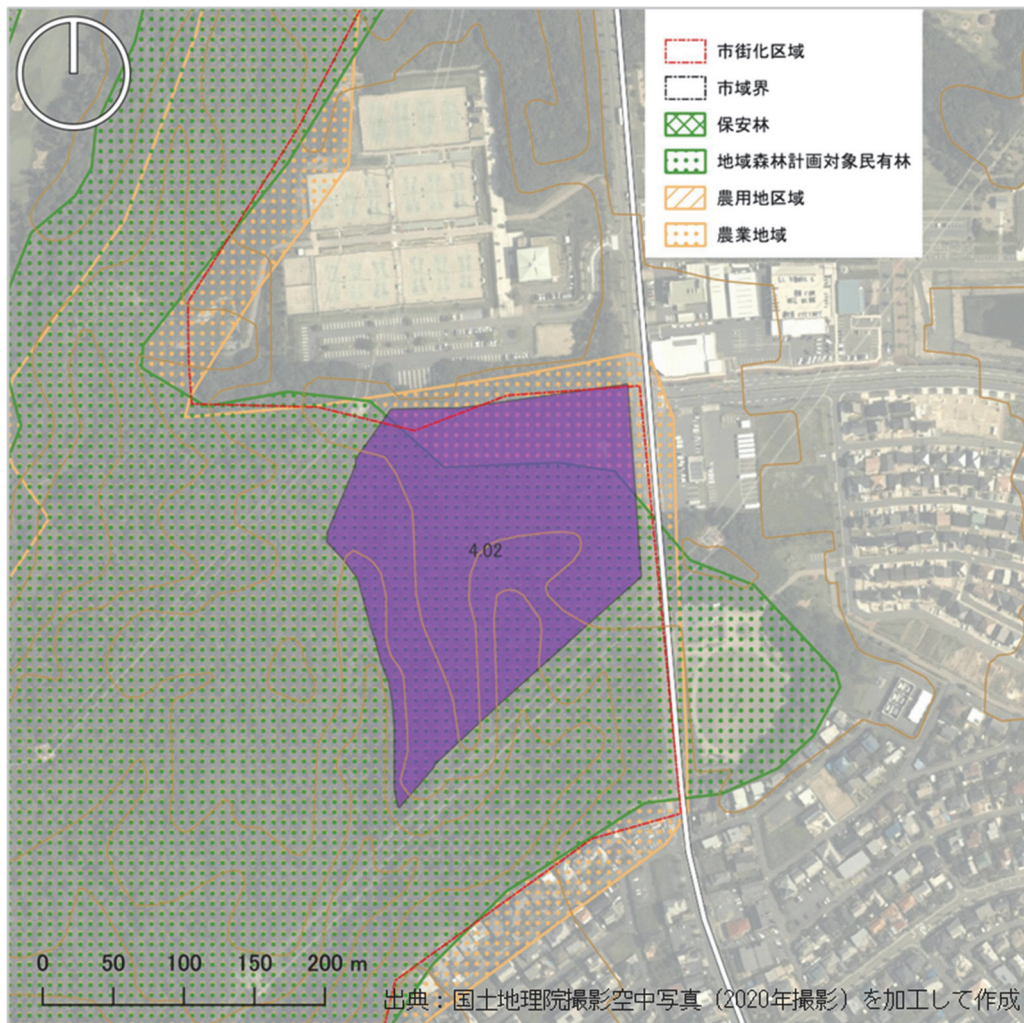 市街化区域
市域界
保安林
地域森林計画対象民有林
農用地区域
農業地域
4.02
0 50 100 150 200 m
出典：国土地理院撮影空中写真（2020年撮影）を加工して作成